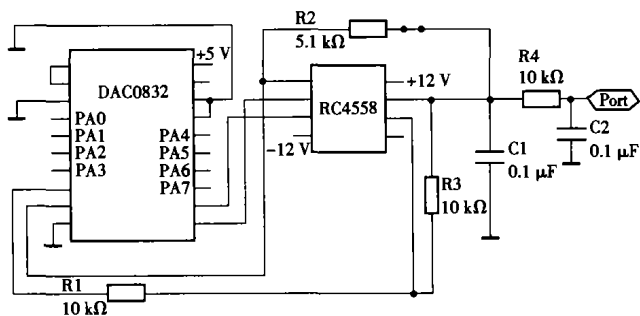 R2
5.1 kΩ
+5 V
DAC0832
PA0
PA1
PA2
PA3
PA4
PA5
PA6
PA7
+12 V
RC4558
−12 V
R4
10 kΩ
Port
C1
0.1 μF
C2
0.1 μF
R3
10 kΩ
R1
10 kΩ